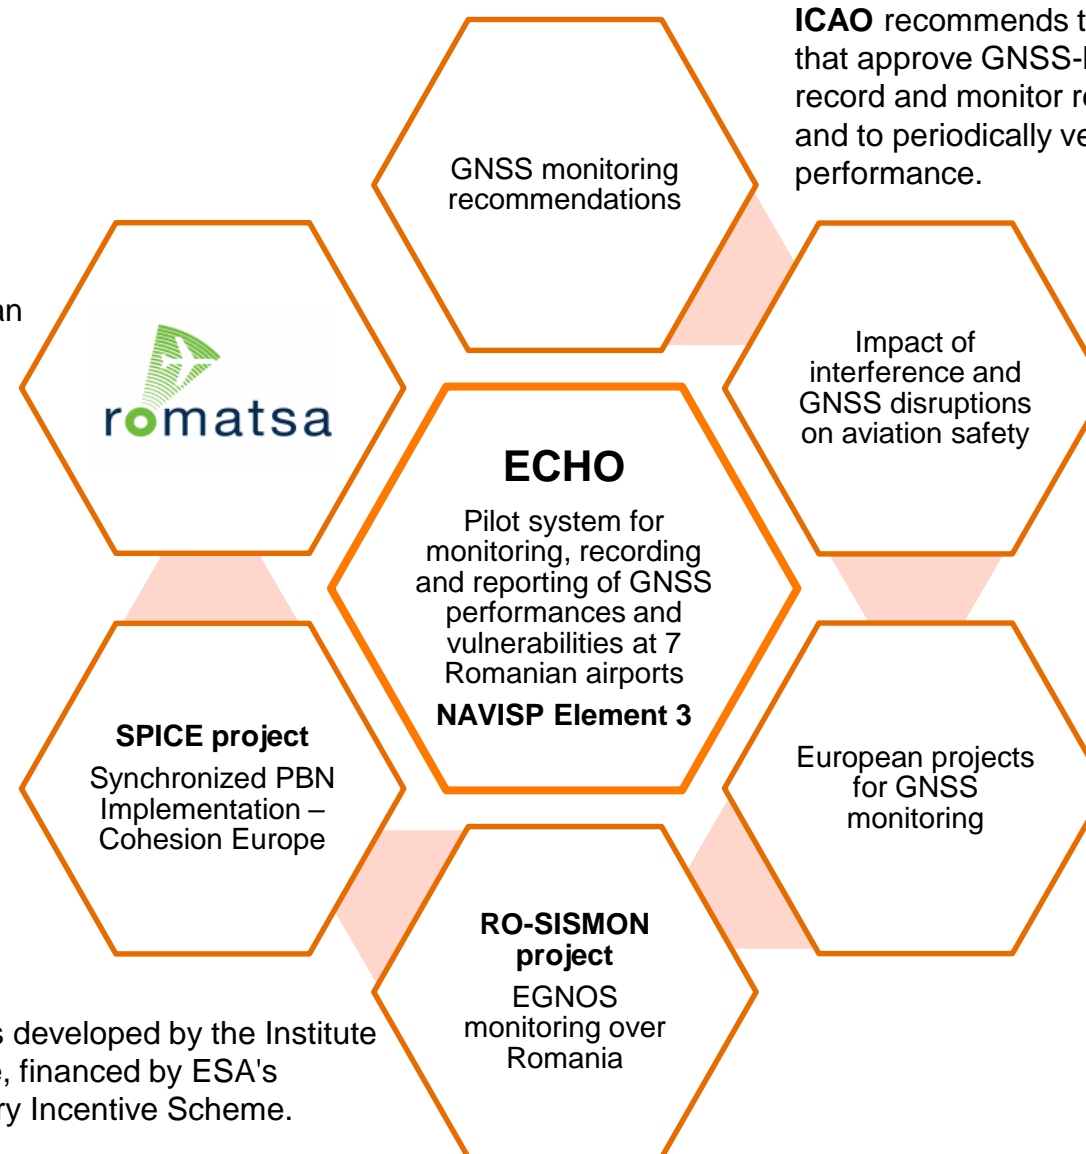 ICAO recommends t
that approve GNSS-
record and monitor r
and to periodically ve
performance.
GNSS monitoring
recommendations
an
romatsa
Impact of
interference and
GNSS disruptions
on aviation safety
ECHO
Pilot system for
monitoring, recording
and reporting of GNSS
performances and
vulnerabilities at 7
Romanian airports
NAVISP Element 3
SPICE project
Synchronized PBN
Implementation –
Cohesion Europe
European projects
for GNSS
monitoring
RO-SISMON
project
EGNOS
monitoring over
Romania
s developed by the Institute
e, financed by ESA's
ry Incentive Scheme.